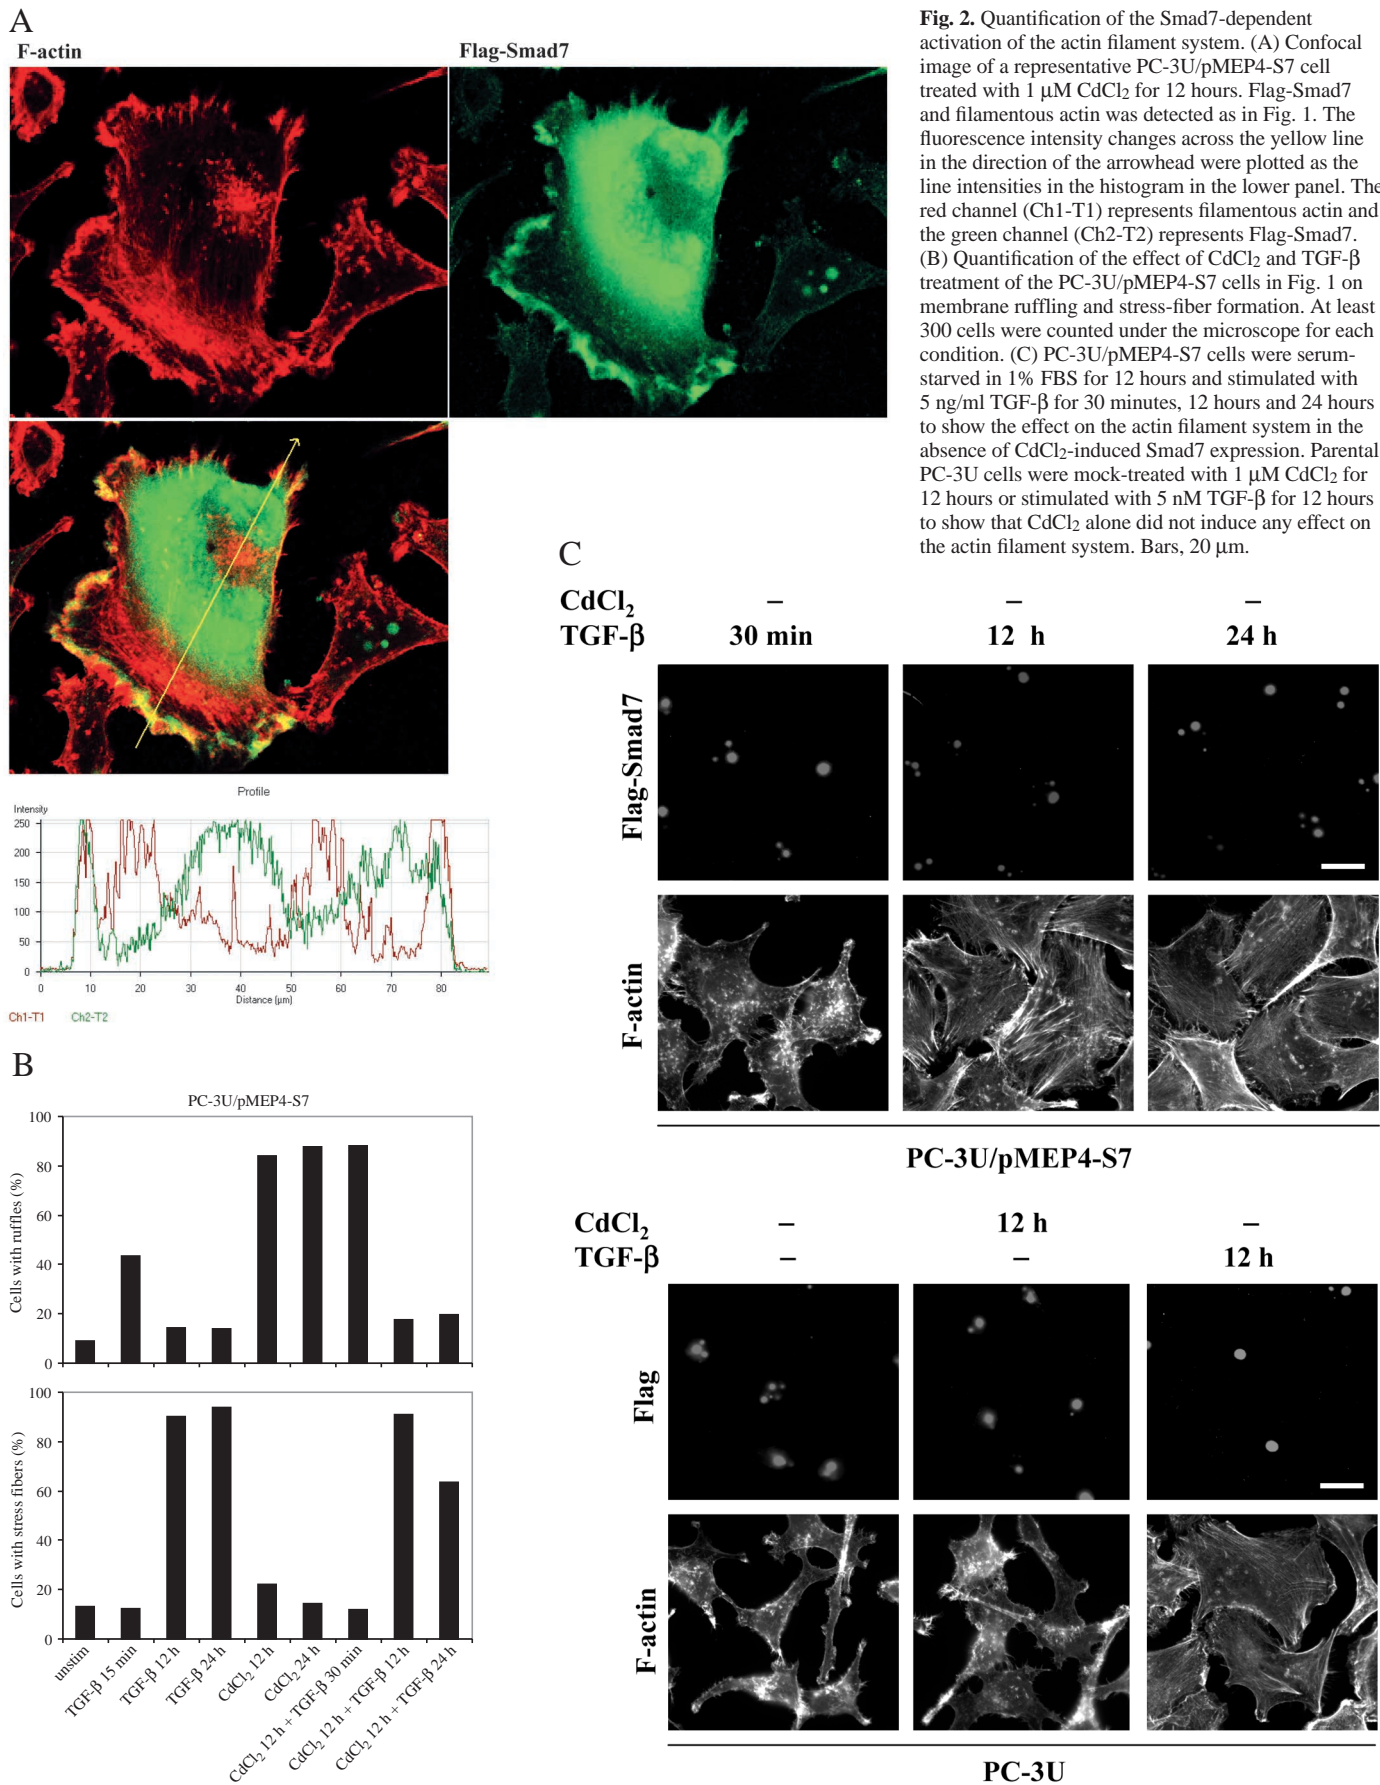 A
F-actin
Flag-Smad7
Fig. 2. Quantification of the Smad7-dependent
activation of the actin filament system. (A) Confocal
image of a representative PC-3U/pMEP4-S7 cell
treated with 1 μM CdCl2 for 12 hours. Flag-Smad7
and filamentous actin was detected as in Fig. 1. The
fluorescence intensity changes across the yellow line
in the direction of the arrowhead were plotted as the
line intensities in the histogram in the lower panel. The
red channel (Ch1-T1) represents filamentous actin and
the green channel (Ch2-T2) represents Flag-Smad7.
(B) Quantification of the effect of CdCl2 and TGF-β
treatment of the PC-3U/pMEP4-S7 cells in Fig. 1 on
membrane ruffling and stress-fiber formation. At least
300 cells were counted under the microscope for each
condition. (C) PC-3U/pMEP4-S7 cells were serum-
starved in 1% FBS for 12 hours and stimulated with
5 ng/ml TGF-β for 30 minutes, 12 hours and 24 hours
to show the effect on the actin filament system in the
absence of CdCl2-induced Smad7 expression. Parental
PC-3U cells were mock-treated with 1 μM CdCl2 for
12 hours or stimulated with 5 nM TGF-β for 12 hours
to show that CdCl2 alone did not induce any effect on
the actin filament system. Bars, 20 μm.
Profile
Intensity
250
200
150
100
50
0
0 10 20 30 40 50 60 70 80
Distance (μm)
Ch1-T1 Ch2-T2
B
PC-3U/pMEP4-S7
Cells with ruffles (%)
100
80
60
40
20
0
Cells with stress fibers (%)
100
80
60
40
20
0
unstim
TGF-β 15 min
TGF-β 12 h
TGF-β 24 h
CdCl2 12 h
CdCl2 24 h
CdCl2 12 h + TGF-β 30 min
CdCl2 12 h + TGF-β 12 h
CdCl2 12 h + TGF-β 24 h
C
CdCl2 – – –
TGF-β 30 min 12 h 24 h
Flag-Smad7
F-actin
PC-3U/pMEP4-S7
CdCl2 – 12 h –
TGF-β – – 12 h
Flag
F-actin
PC-3U